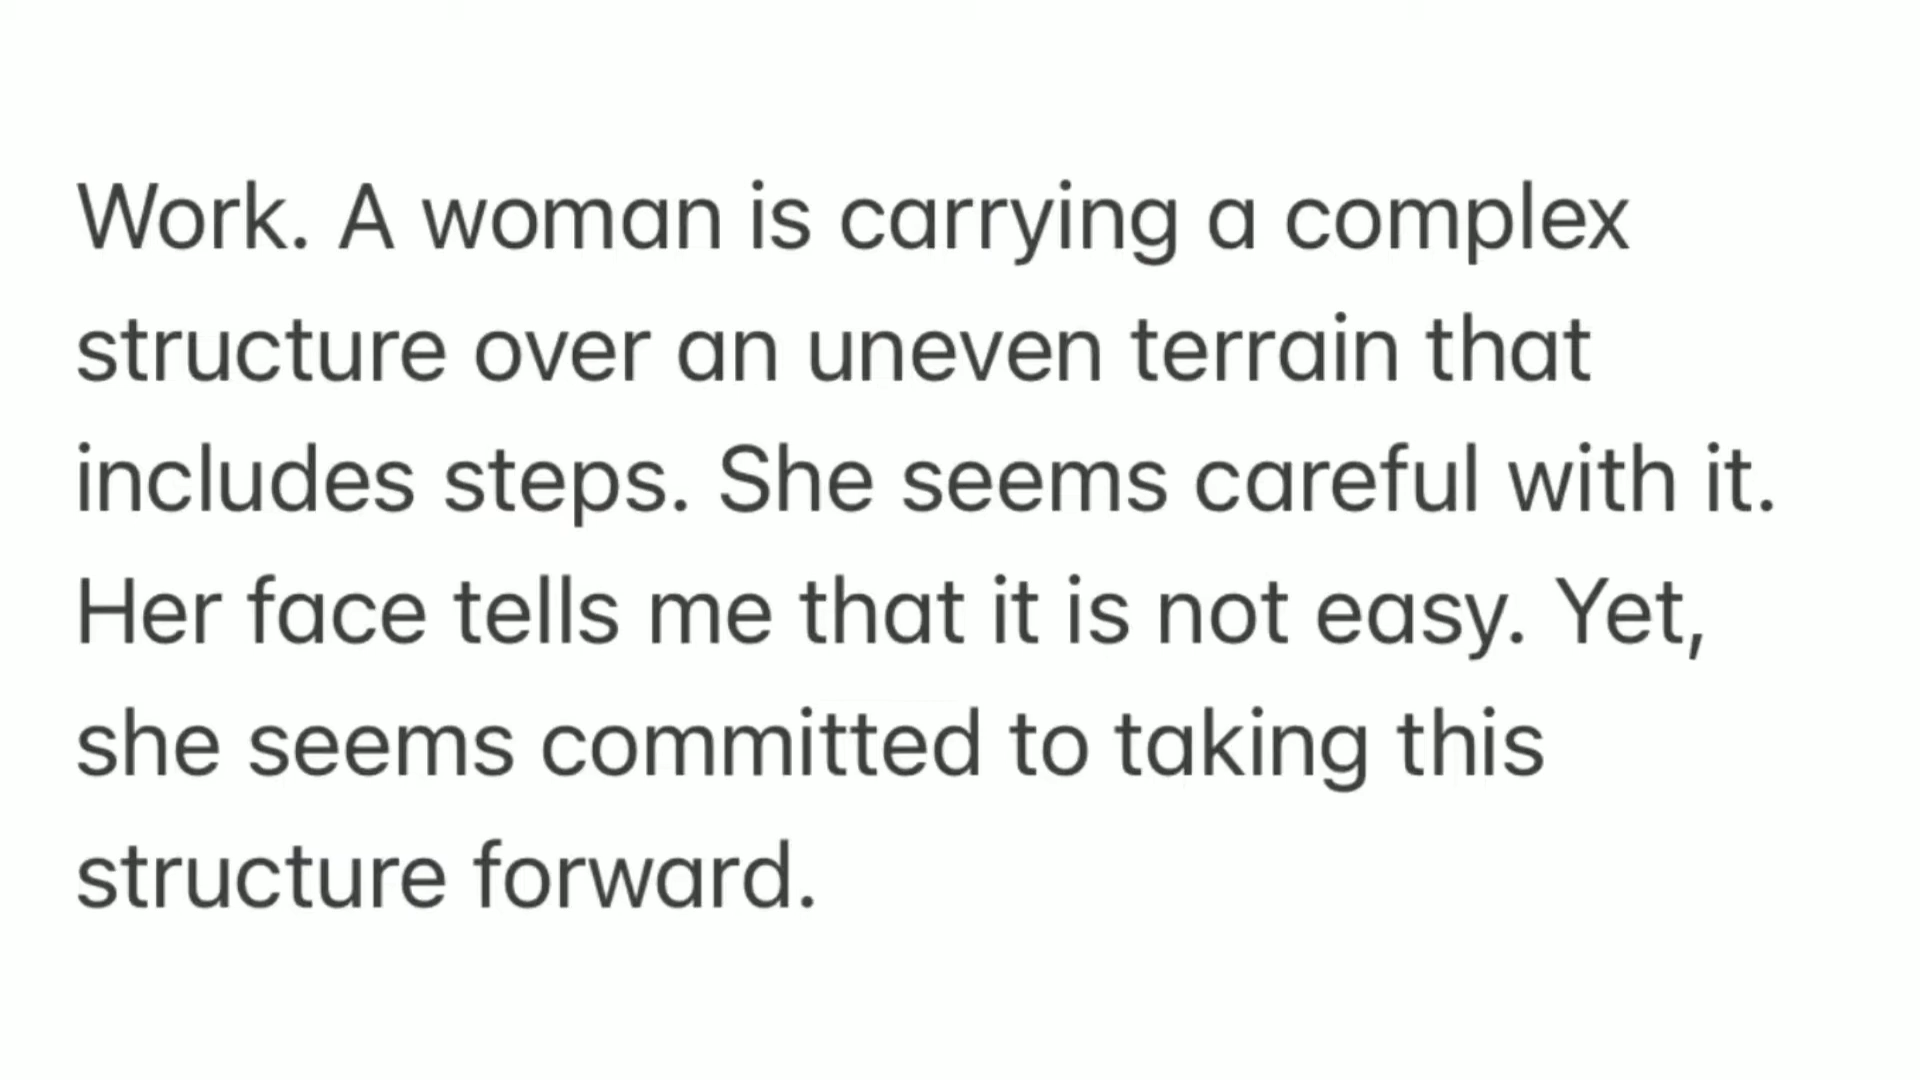 Work. A woman is carrying a complex
structure over an uneven terrain that
includes steps. She seems careful with it.
Her face tells me that it is not easy. Yet,
she seems committed to taking this
structure forward.